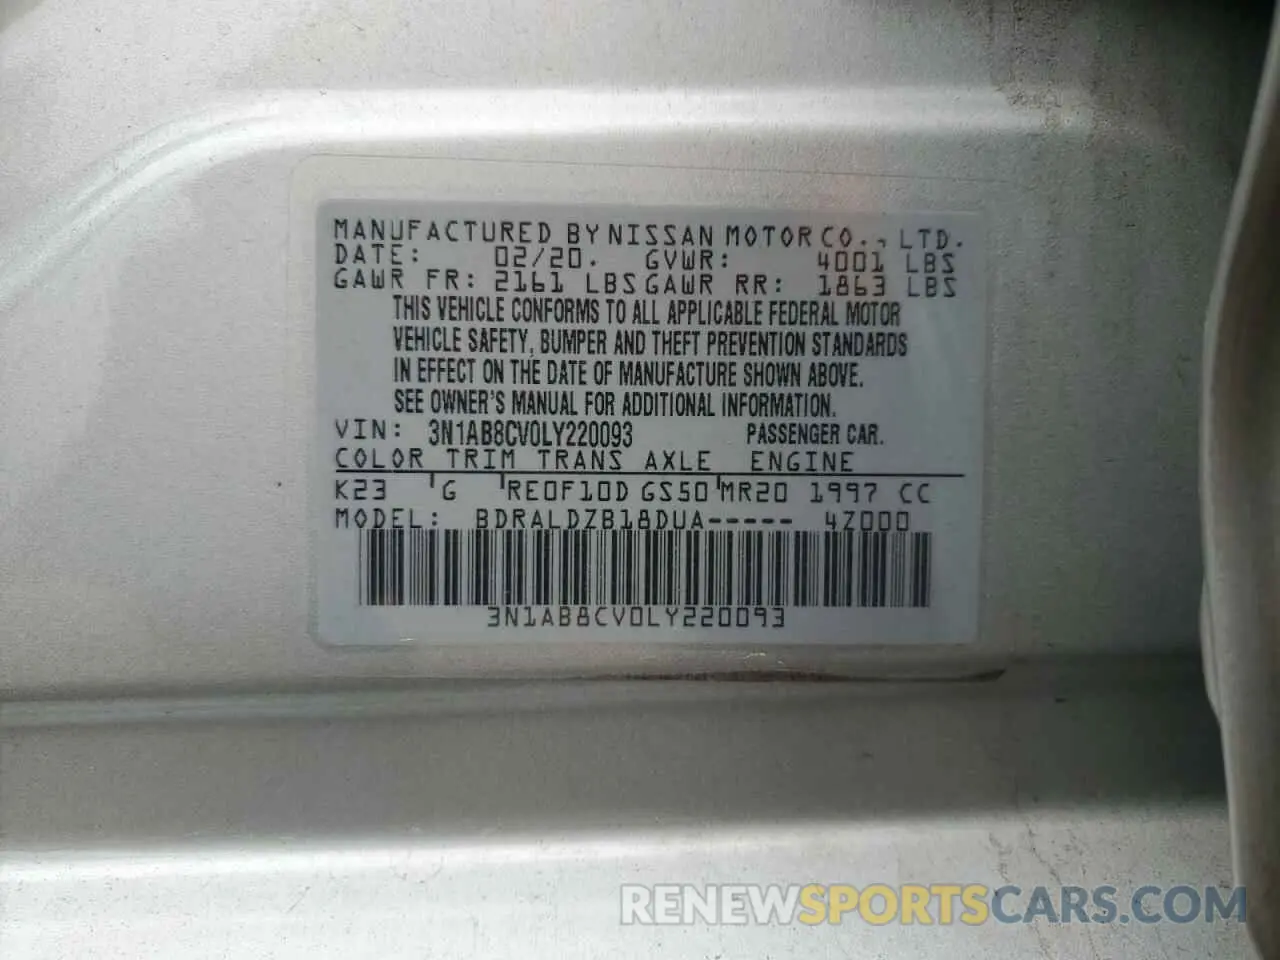 MANUFACTURED BY NISSAN MOTOR CO., LTD.
DATE: 02/20. GVWR: 4001 LBS
GAWR FR: 2161 LBS GAWR RR: 1863 LBS
THIS VEHICLE CONFORMS TO ALL APPLICABLE FEDERAL MOTOR
VEHICLE SAFETY, BUMPER AND THEFT PREVENTION STANDARDS
IN EFFECT ON THE DATE OF MANUFACTURE SHOWN ABOVE.
SEE OWNER'S MANUAL FOR ADDITIONAL INFORMATION.
VIN: 3N1AB8CV0LY220093 PASSENGER CAR.
COLOR TRIM TRANS AXLE ENGINE
K23 G RE0F10D GS50 MR20 1997 CC
MODEL: BDRALDZB18DUA----- 4Z000
3N1AB8CV0LY220093
RENEWSPORTSCARS.COM